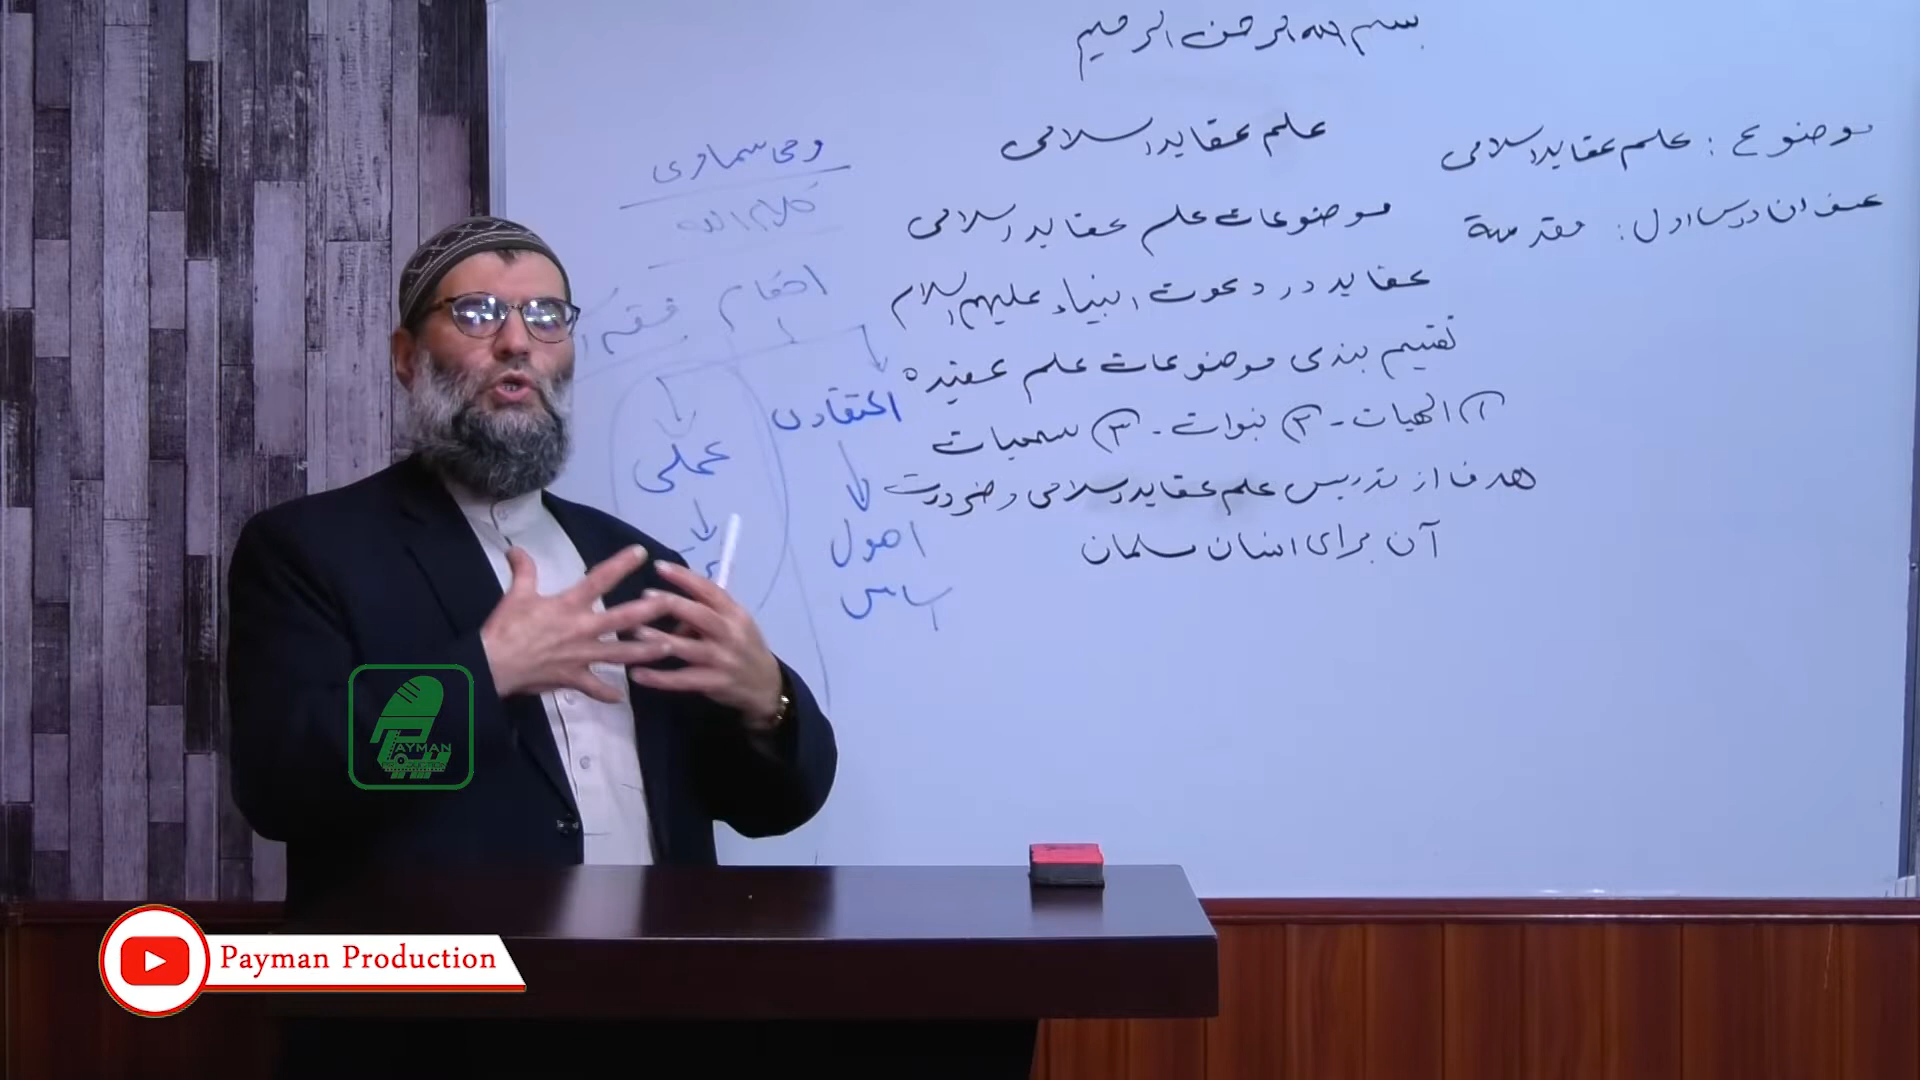 بسم الله الرحمن الرحیم
موضوع : علم عقاید اسلامی
عنوان درس اول : مقدمة
علم عقاید اسلامی
موضوعات علم عقاید اسلامی
عقاید در دعوت انبیاء علیهم السلام
تقسیم بندی موضوعات علم عقیده
۱) الهیات - ۲) نبوات - ۳) سمعیات
هدف از تدریس علم عقاید اسلامی و ضرورت
آن برای انسان مسلمان
وحی سماوی
کلام الله
احکام
فقه
اعتقادی
عملی
اصول
اساس
PAYMAN
Payman Production